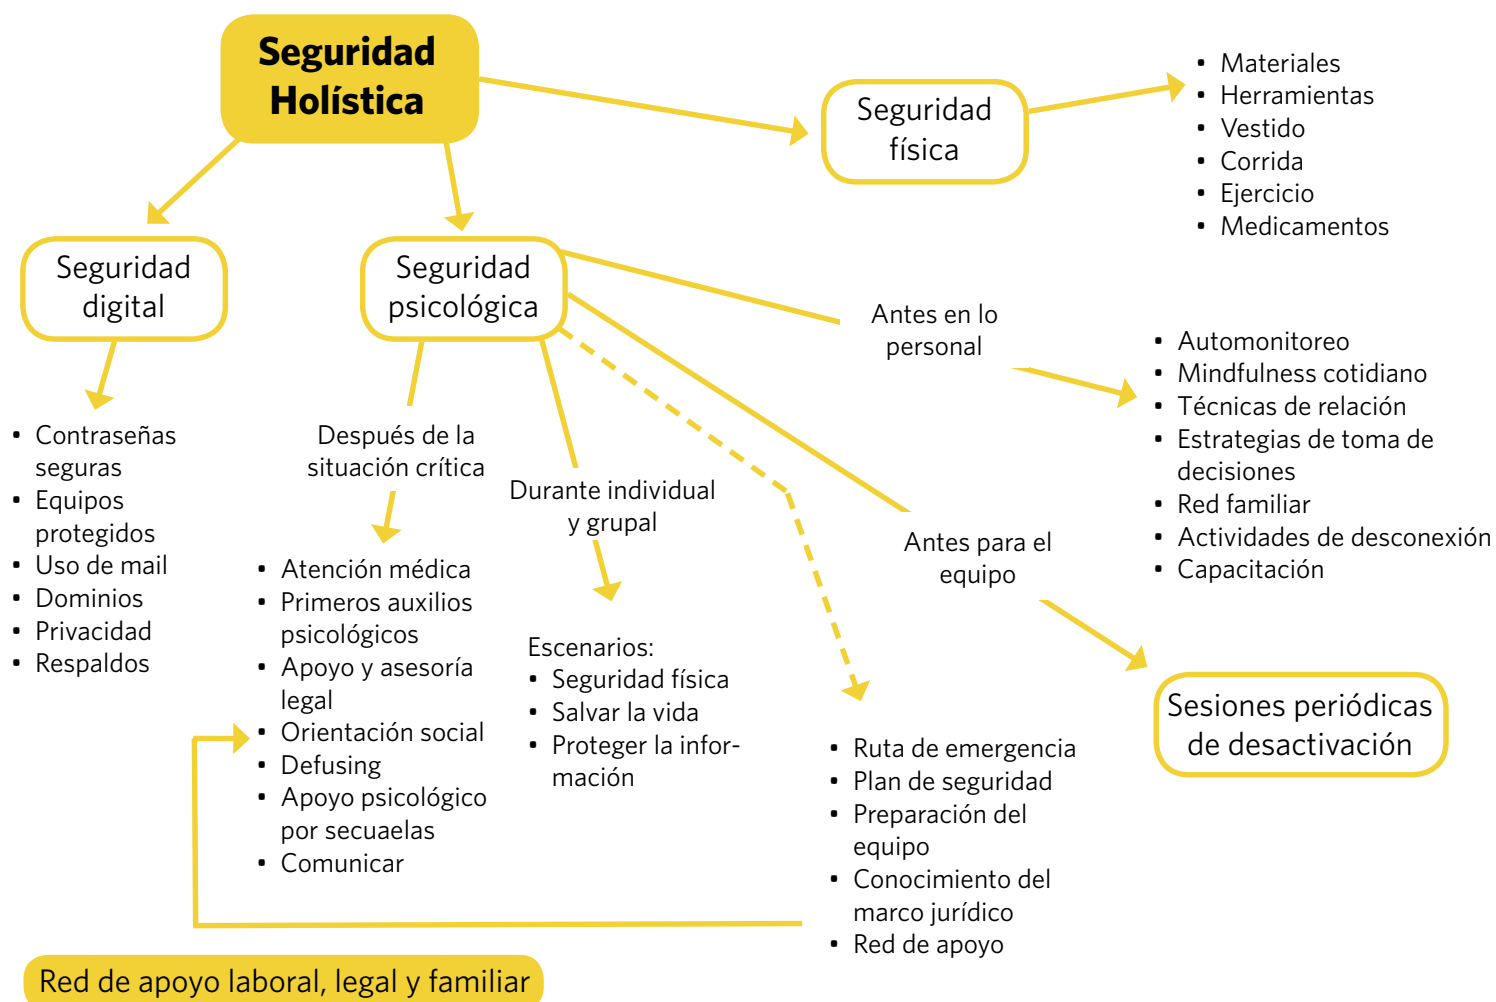 Seguridad
Holística
Seguridad
física
• Materiales
• Herramientas
• Vestido
• Corrida
• Ejercicio
• Medicamentos
Seguridad
digital
• Contraseñas
seguras
• Equipos
protegidos
• Uso de mail
• Dominios
• Privacidad
• Respaldos
Seguridad
psicológica
Después de la
situación crítica
• Atención médica
• Primeros auxilios
psicológicos
• Apoyo y asesoría
legal
• Orientación social
• Defusing
• Apoyo psicológico
por secuaelas
• Comunicar
Durante individual
y grupal
Escenarios:
• Seguridad física
• Salvar la vida
• Proteger la infor-
mación
Antes en lo
personal
• Automonitoreo
• Mindfulness cotidiano
• Técnicas de relación
• Estrategias de toma de
decisiones
• Red familiar
• Actividades de desconexión
• Capacitación
Antes para el
equipo
Sesiones periódicas
de desactivación
• Ruta de emergencia
• Plan de seguridad
• Preparación del
equipo
• Conocimiento del
marco jurídico
• Red de apoyo
Red de apoyo laboral, legal y familiar